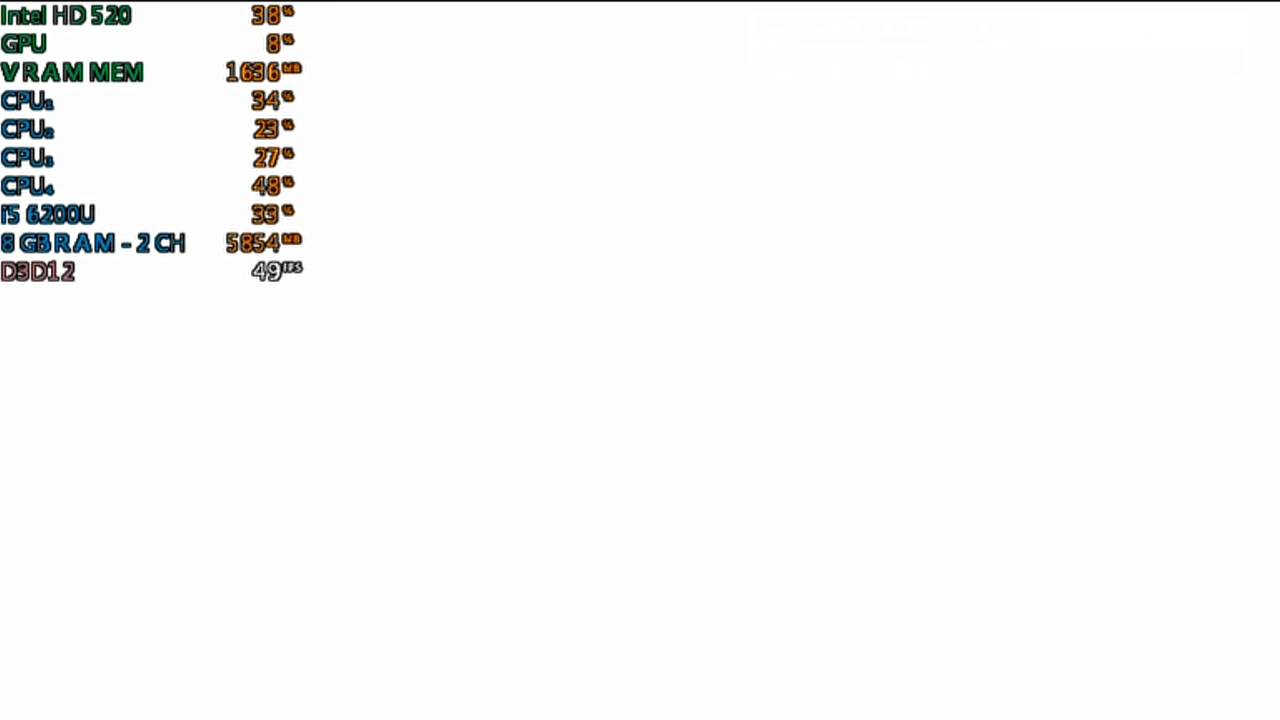 Intel HD 520 38%
GPU 8%
VRAM MEM 1636MB
CPU₁ 34%
CPU₂ 23%
CPU₃ 27%
CPU₄ 48%
i5 6200U 33%
8 GB RAM - 2 CH 5854MB
D3D12 49FPS